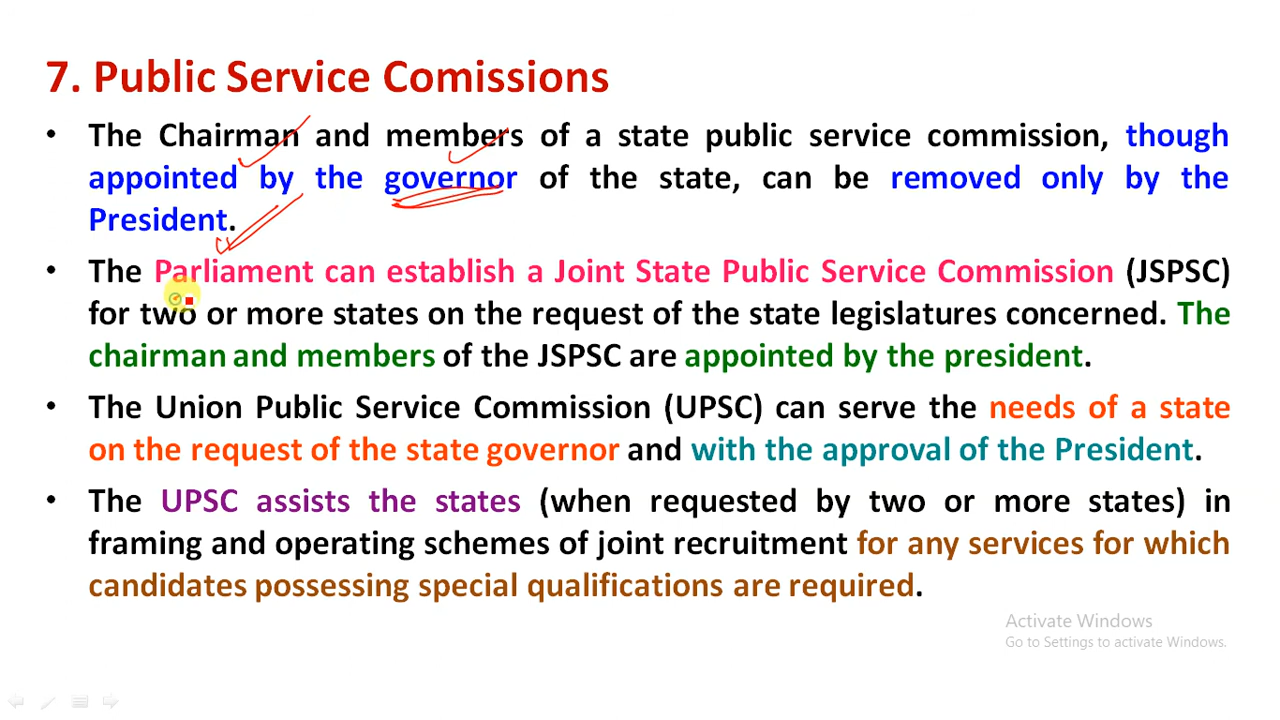 7. Public Service Comissions
• The Chairman and members of a state public service commission, though
appointed by the governor of the state, can be removed only by the
President.
• The Parliament can establish a Joint State Public Service Commission (JSPSC)
for two or more states on the request of the state legislatures concerned. The
chairman and members of the JSPSC are appointed by the president.
• The Union Public Service Commission (UPSC) can serve the needs of a state
on the request of the state governor and with the approval of the President.
• The UPSC assists the states (when requested by two or more states) in
framing and operating schemes of joint recruitment for any services for which
candidates possessing special qualifications are required.
Activate Windows
Go to Settings to activate Windows.